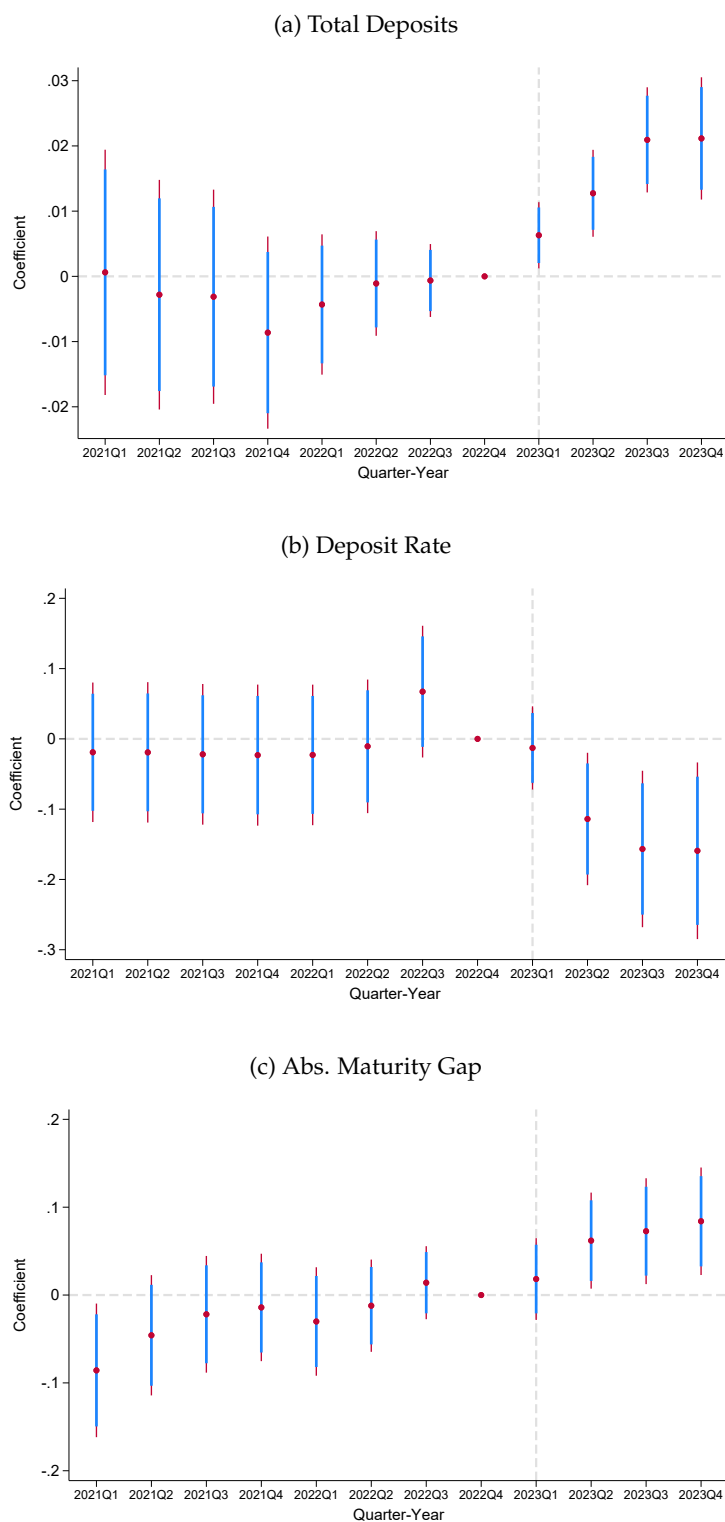 (a) Total Deposits
.03
.02
.01
0
-.01
-.02
Coefficient
2021Q1 2021Q2 2021Q3 2021Q4 2022Q1 2022Q2 2022Q3 2022Q4 2023Q1 2023Q2 2023Q3 2023Q4
Quarter-Year
(b) Deposit Rate
.2
.1
0
-.1
-.2
-.3
Coefficient
2021Q1 2021Q2 2021Q3 2021Q4 2022Q1 2022Q2 2022Q3 2022Q4 2023Q1 2023Q2 2023Q3 2023Q4
Quarter-Year
(c) Abs. Maturity Gap
.2
.1
0
-.1
-.2
Coefficient
2021Q1 2021Q2 2021Q3 2021Q4 2022Q1 2022Q2 2022Q3 2022Q4 2023Q1 2023Q2 2023Q3 2023Q4
Quarter-Year